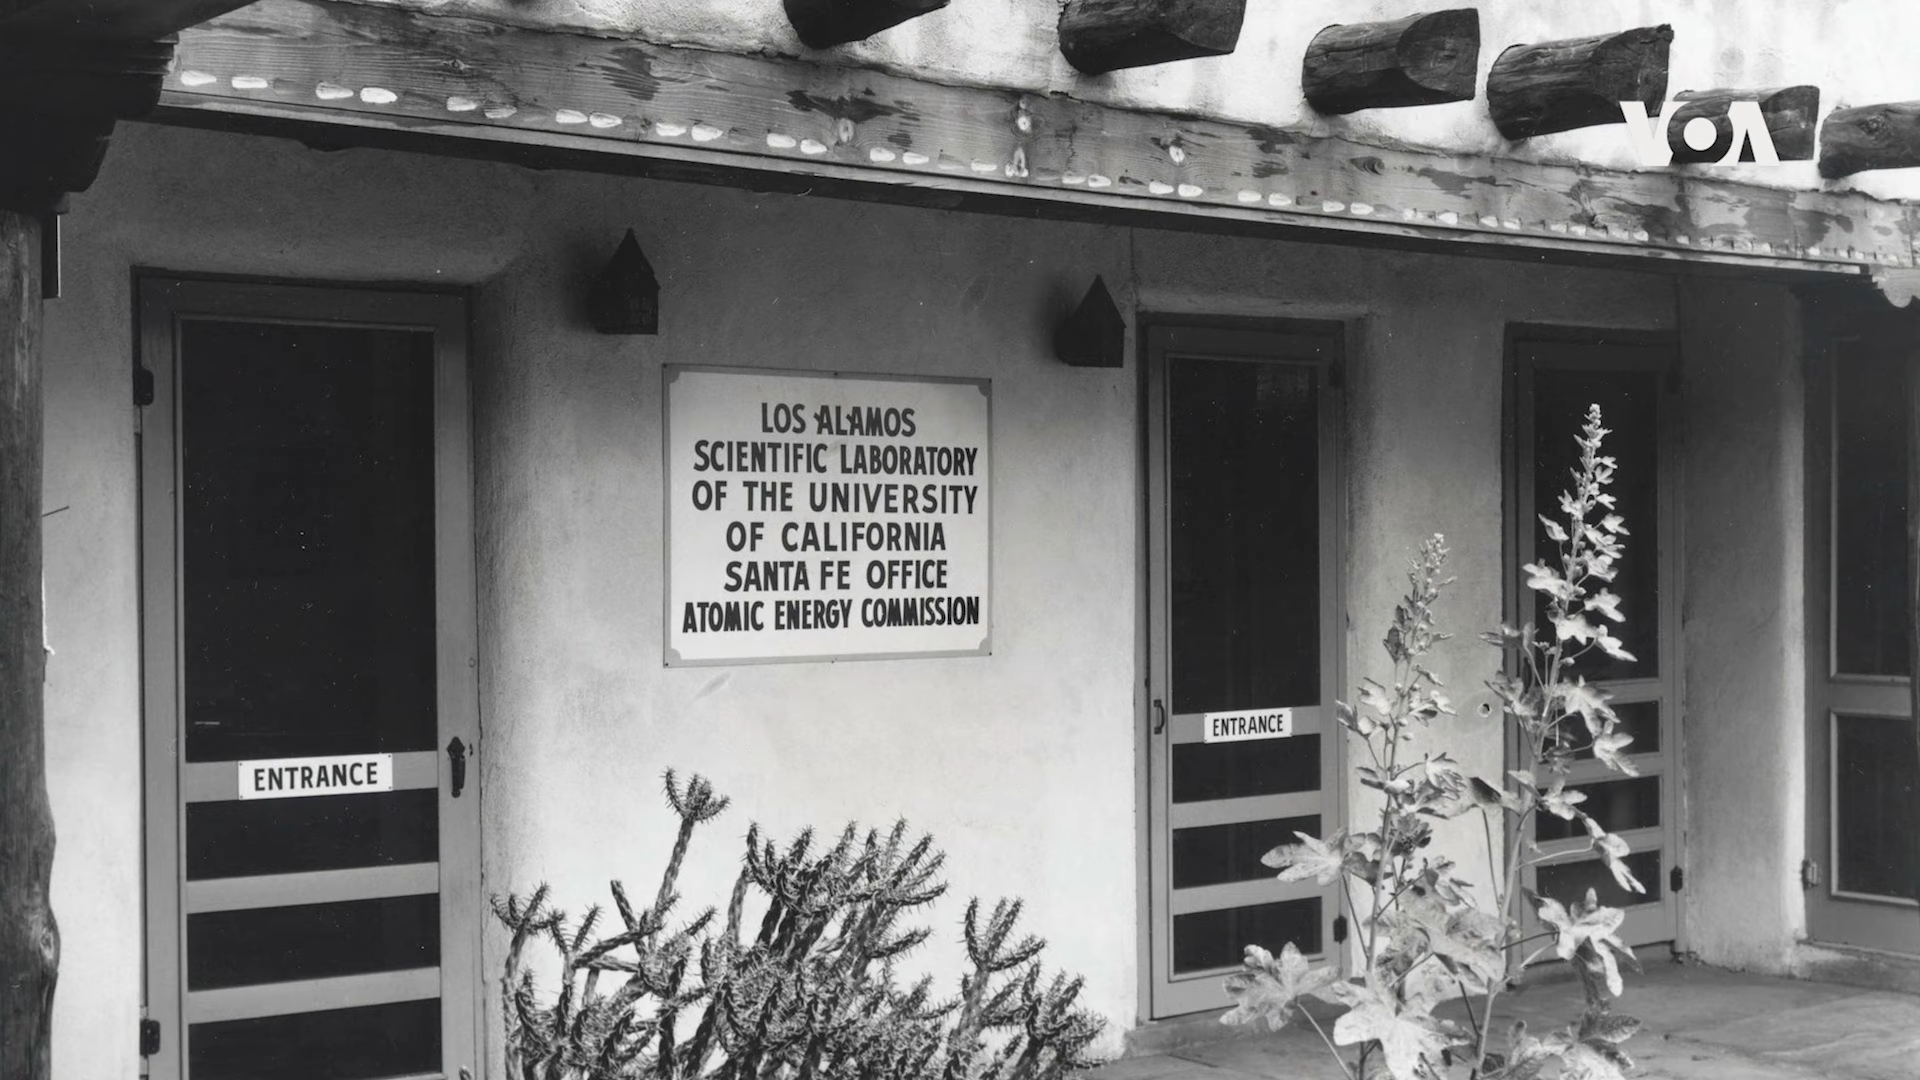 VOA
LOS ALAMOS
SCIENTIFIC LABORATORY
OF THE UNIVERSITY
OF CALIFORNIA
SANTA FE OFFICE
ATOMIC ENERGY COMMISSION
ENTRANCE
ENTRANCE